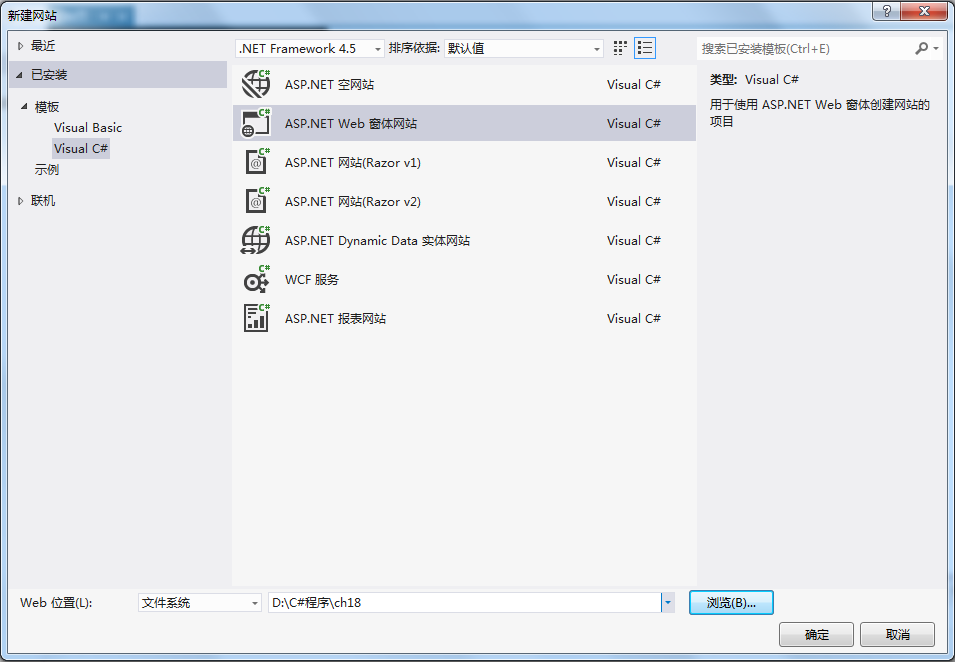 新建网站
最近
已安装
模板
Visual Basic
Visual C#
示例
联机
.NET Framework 4.5
排序依据:
默认值
搜索已安装模板(Ctrl+E)
ASP.NET 空网站 Visual C#
ASP.NET Web 窗体网站 Visual C#
ASP.NET 网站(Razor v1) Visual C#
ASP.NET 网站(Razor v2) Visual C#
ASP.NET Dynamic Data 实体网站 Visual C#
WCF 服务 Visual C#
ASP.NET 报表网站 Visual C#
类型: Visual C#
用于使用 ASP.NET Web 窗体创建网站的
项目
Web 位置(L):
文件系统
D:\C#程序\ch18
浏览(B)...
确定
取消